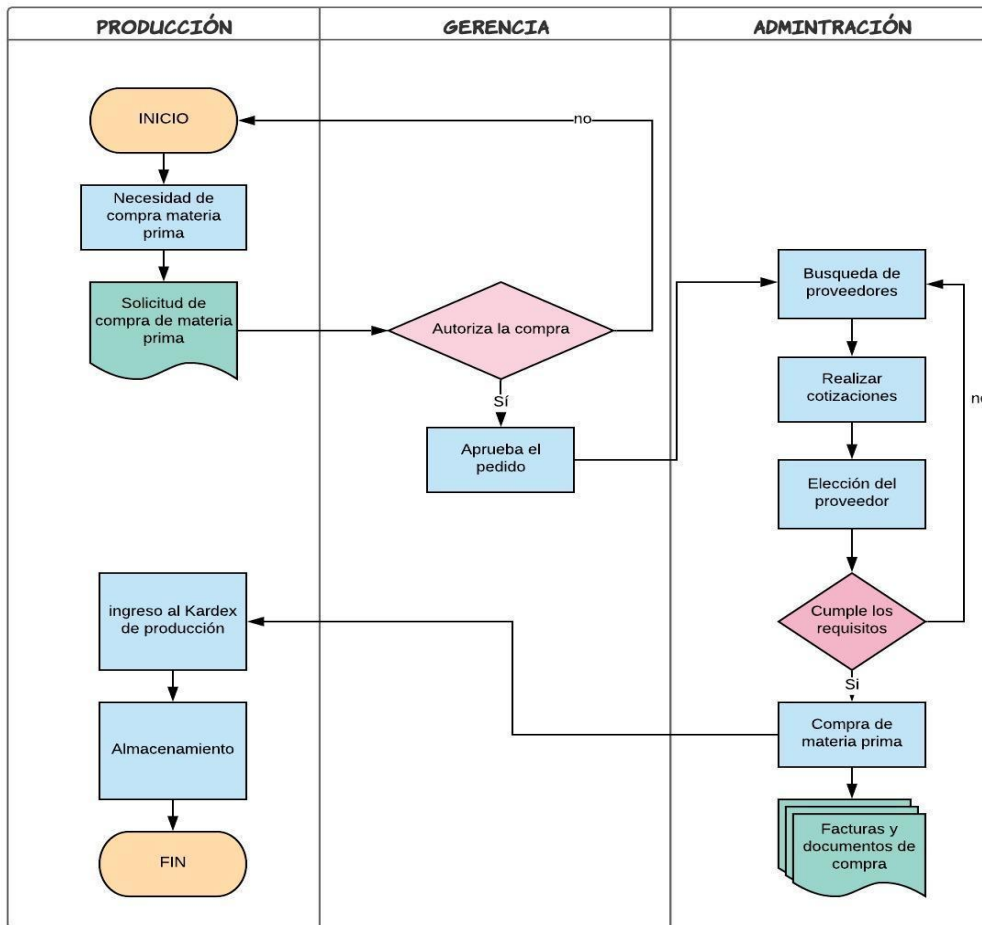 PRODUCCIÓN
GERENCIA
ADMINTRACIÓN
INICIO
no
Necesidad de
compra materia
prima
Solicitud de
compra de materia
prima
Autoriza la compra
Sí
Aprueba el
pedido
Busqueda de
proveedores
Realizar
cotizaciones
no
Elección del
proveedor
Cumple los
requisitos
Si
Compra de
materia prima
Facturas y
documentos de
compra
ingreso al Kardex
de producción
Almacenamiento
FIN